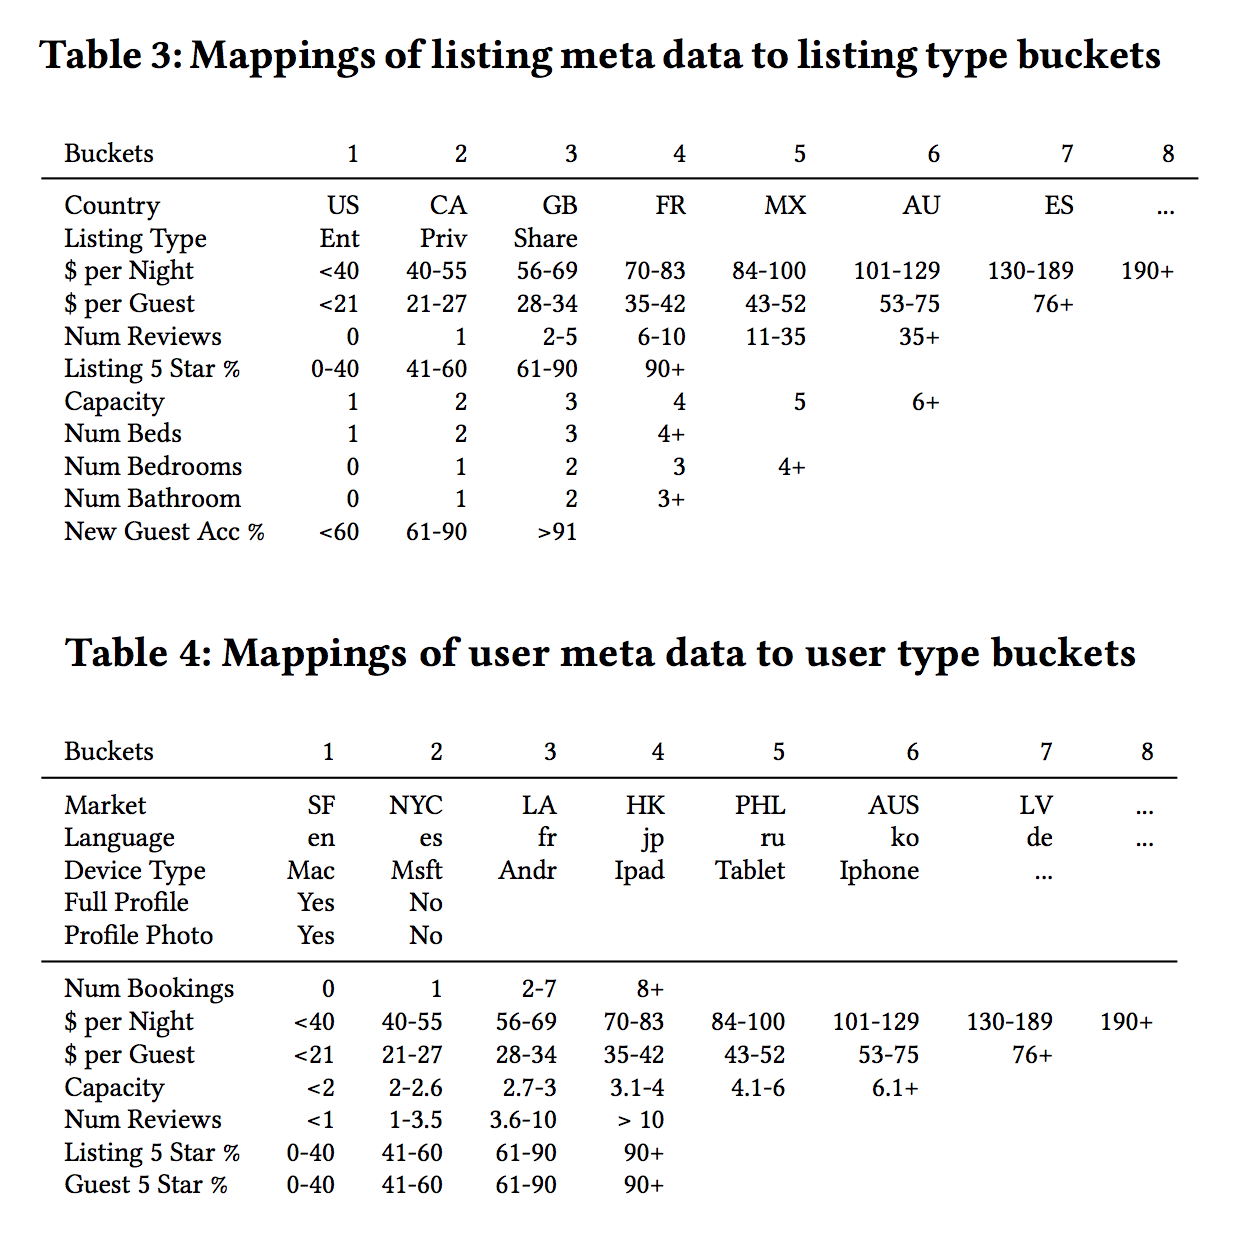 Table 3: Mappings of listing meta data to listing type buckets
Buckets 1 2 3 4 5 6 7 8
Country US CA GB FR MX AU ES ...
Listing Type Ent Priv Share
$ per Night <40 40-55 56-69 70-83 84-100 101-129 130-189 190+
$ per Guest <21 21-27 28-34 35-42 43-52 53-75 76+
Num Reviews 0 1 2-5 6-10 11-35 35+
Listing 5 Star % 0-40 41-60 61-90 90+
Capacity 1 2 3 4 5 6+
Num Beds 1 2 3 4+
Num Bedrooms 0 1 2 3 4+
Num Bathroom 0 1 2 3+
New Guest Acc % <60 61-90 >91
Table 4: Mappings of user meta data to user type buckets
Buckets 1 2 3 4 5 6 7 8
Market SF NYC LA HK PHL AUS LV ...
Language en es fr jp ru ko de ...
Device Type Mac Msft Andr Ipad Tablet Iphone ...
Full Profile Yes No
Profile Photo Yes No
Num Bookings 0 1 2-7 8+
$ per Night <40 40-55 56-69 70-83 84-100 101-129 130-189 190+
$ per Guest <21 21-27 28-34 35-42 43-52 53-75 76+
Capacity <2 2-2.6 2.7-3 3.1-4 4.1-6 6.1+
Num Reviews <1 1-3.5 3.6-10 > 10
Listing 5 Star % 0-40 41-60 61-90 90+
Guest 5 Star % 0-40 41-60 61-90 90+